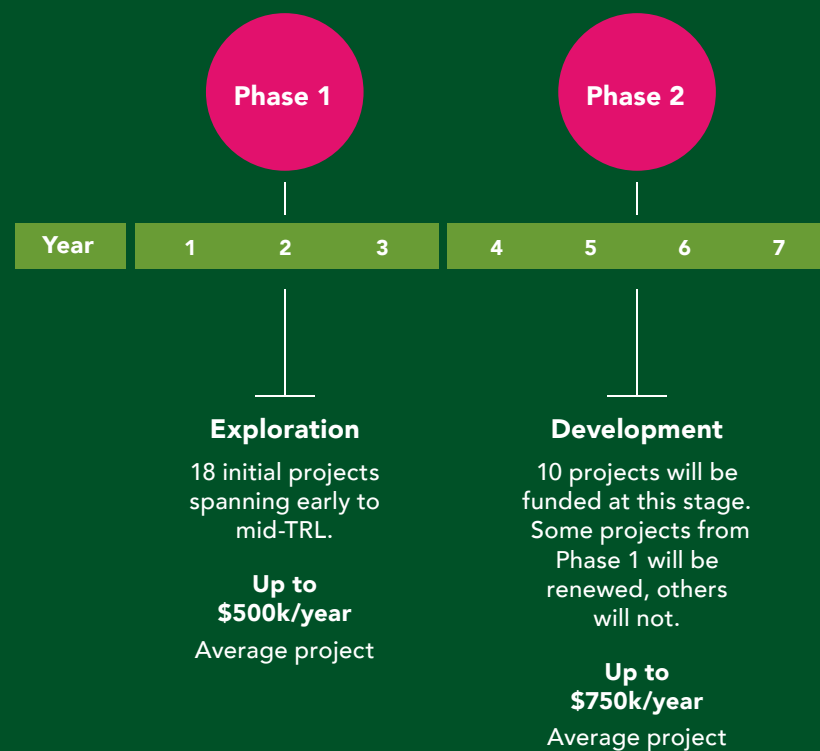 Phase 1
Phase 2
Year 1 2 3 4 5 6 7
Exploration
18 initial projects
spanning early to
mid-TRL.
Up to
$500k/year
Average project
Development
10 projects will be
funded at this stage.
Some projects from
Phase 1 will be
renewed, others
will not.
Up to
$750k/year
Average project